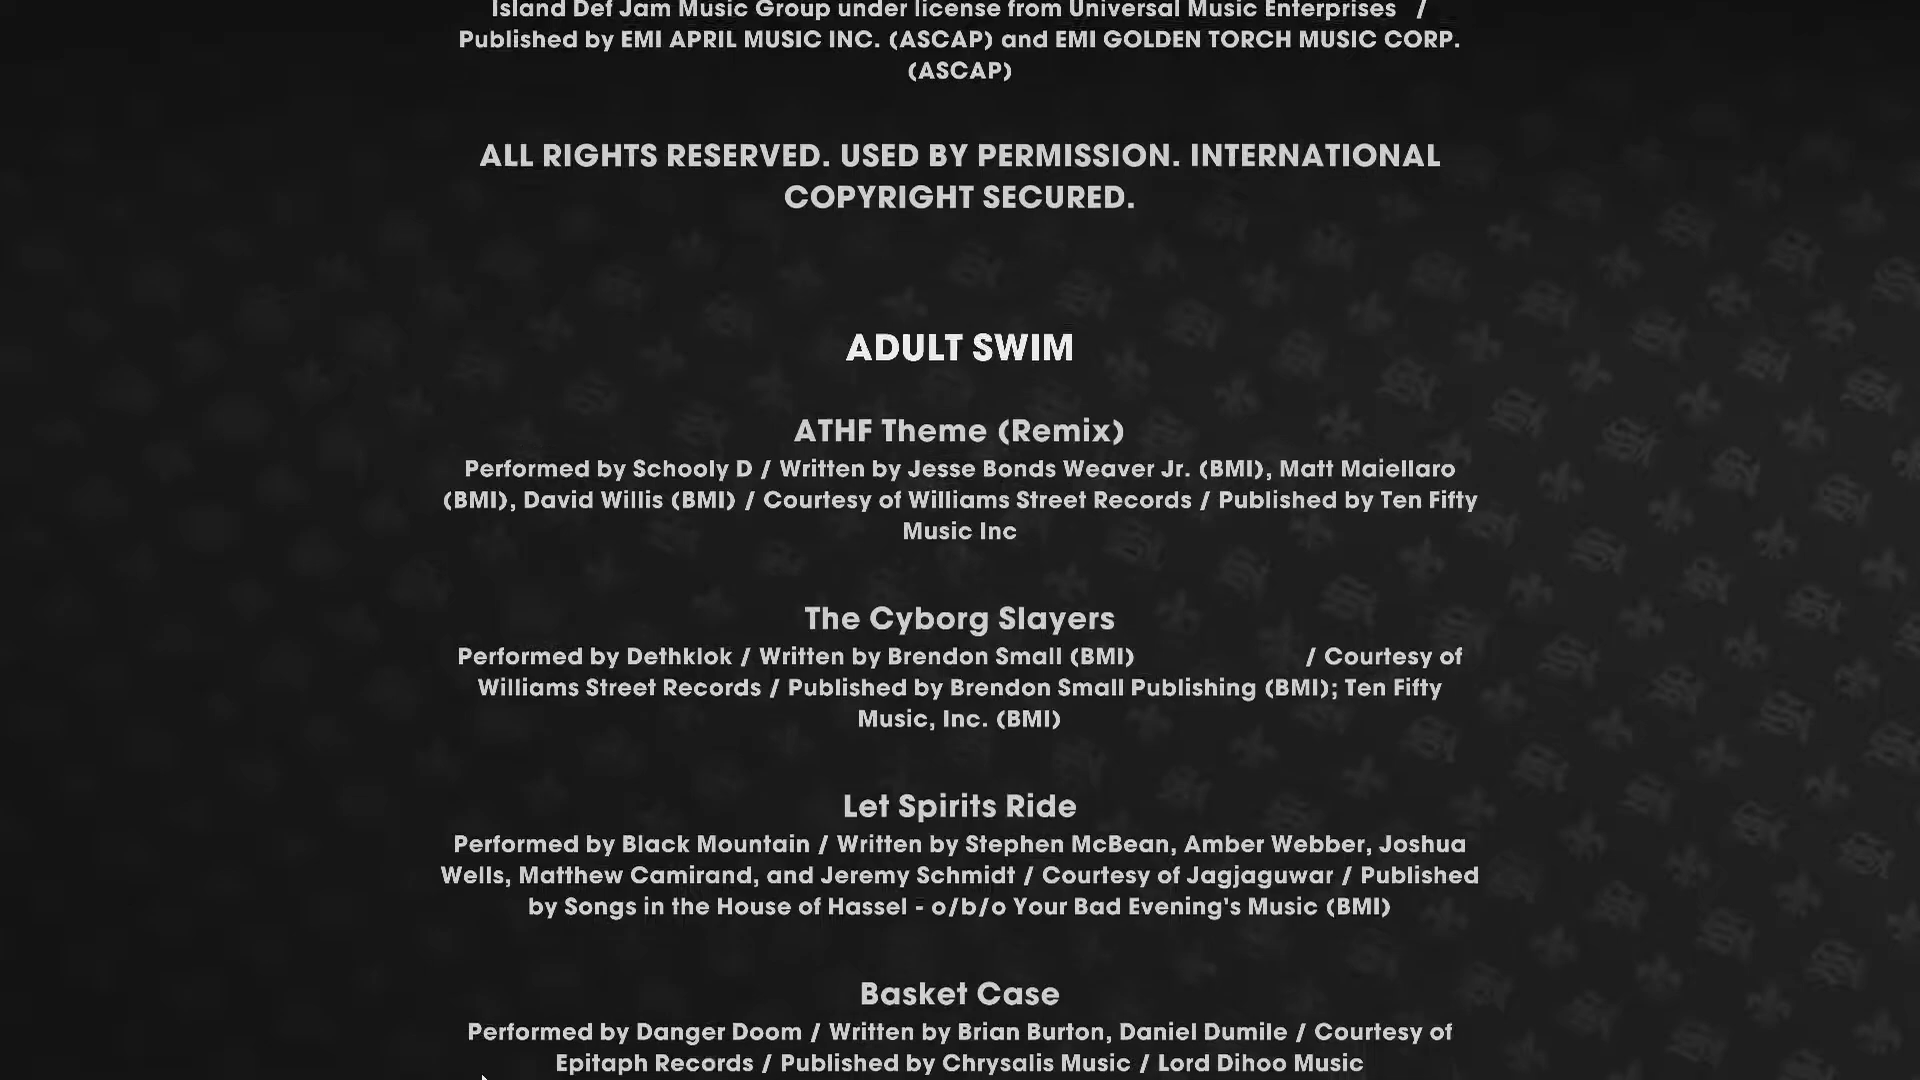 Island Def Jam Music Group under license from Universal Music Enterprises /
Published by EMI APRIL MUSIC INC. (ASCAP) and EMI GOLDEN TORCH MUSIC CORP.
(ASCAP)
ALL RIGHTS RESERVED. USED BY PERMISSION. INTERNATIONAL
COPYRIGHT SECURED.
ADULT SWIM
ATHF Theme (Remix)
Performed by Schooly D / Written by Jesse Bonds Weaver Jr. (BMI), Matt Maiellaro
(BMI), David Willis (BMI) / Courtesy of Williams Street Records / Published by Ten Fifty
Music Inc
The Cyborg Slayers
Performed by Dethklok / Written by Brendon Small (BMI) / Courtesy of
Williams Street Records / Published by Brendon Small Publishing (BMI); Ten Fifty
Music, Inc. (BMI)
Let Spirits Ride
Performed by Black Mountain / Written by Stephen McBean, Amber Webber, Joshua
Wells, Matthew Camirand, and Jeremy Schmidt / Courtesy of Jagjaguwar / Published
by Songs in the House of Hassel - o/b/o Your Bad Evening's Music (BMI)
Basket Case
Performed by Danger Doom / Written by Brian Burton, Daniel Dumile / Courtesy of
Epitaph Records / Published by Chrysalis Music / Lord Dihoo Music